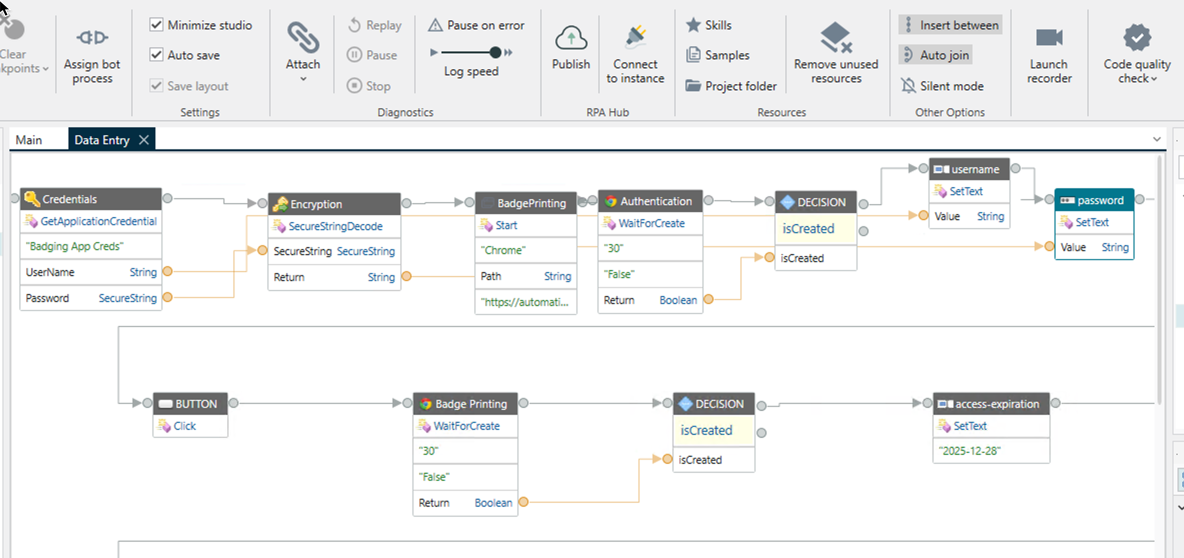 Clear
kpoints
Assign bot
process
Minimize studio
Auto save
Save layout
Settings
Attach
Replay
Pause
Stop
Pause on error
Log speed
Diagnostics
Publish
Connect
to instance
RPA Hub
Skills
Samples
Project folder
Remove unused
resources
Resources
Insert between
Auto join
Silent mode
Other Options
Launch
recorder
Code quality
check
Main
Data Entry
Credentials
GetApplicationCredential
"Badging App Creds"
UserName String
Password SecureString
Encryption
SecureStringDecode
SecureString SecureString
Return String
BadgePrinting
Start
"Chrome"
Path String
"https://automati...
Authentication
WaitForCreate
"30"
"False"
Return Boolean
DECISION
isCreated
isCreated
username
SetText
Value String
password
SetText
Value String
BUTTON
Click
Badge Printing
WaitForCreate
"30"
"False"
Return Boolean
DECISION
isCreated
isCreated
access-expiration
SetText
"2025-12-28"